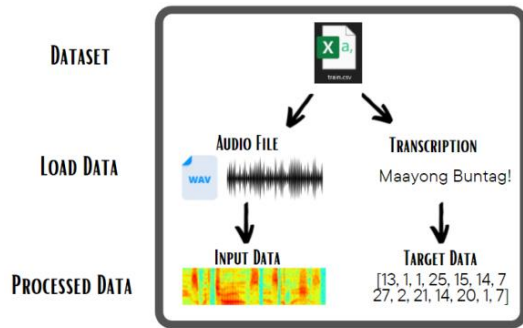 DATASET
X a,
train.csv
AUDIO FILE
TRANSCRIPTION
LOAD DATA
WAV
Maayong Buntag!
INPUT DATA
TARGET DATA
PROCESSED DATA
[13, 1, 1, 25, 15, 14, 7
27, 2, 21, 14, 20, 1, 7]